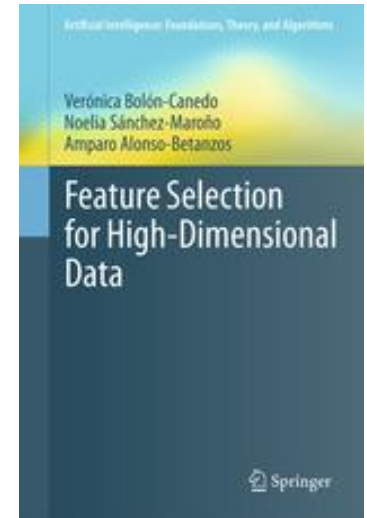 Artificial Intelligence: Foundations, Theory, and Algorithms
Verónica Bolón-Canedo
Noelia Sánchez-Maroño
Amparo Alonso-Betanzos
Feature Selection
for High-Dimensional
Data
Springer